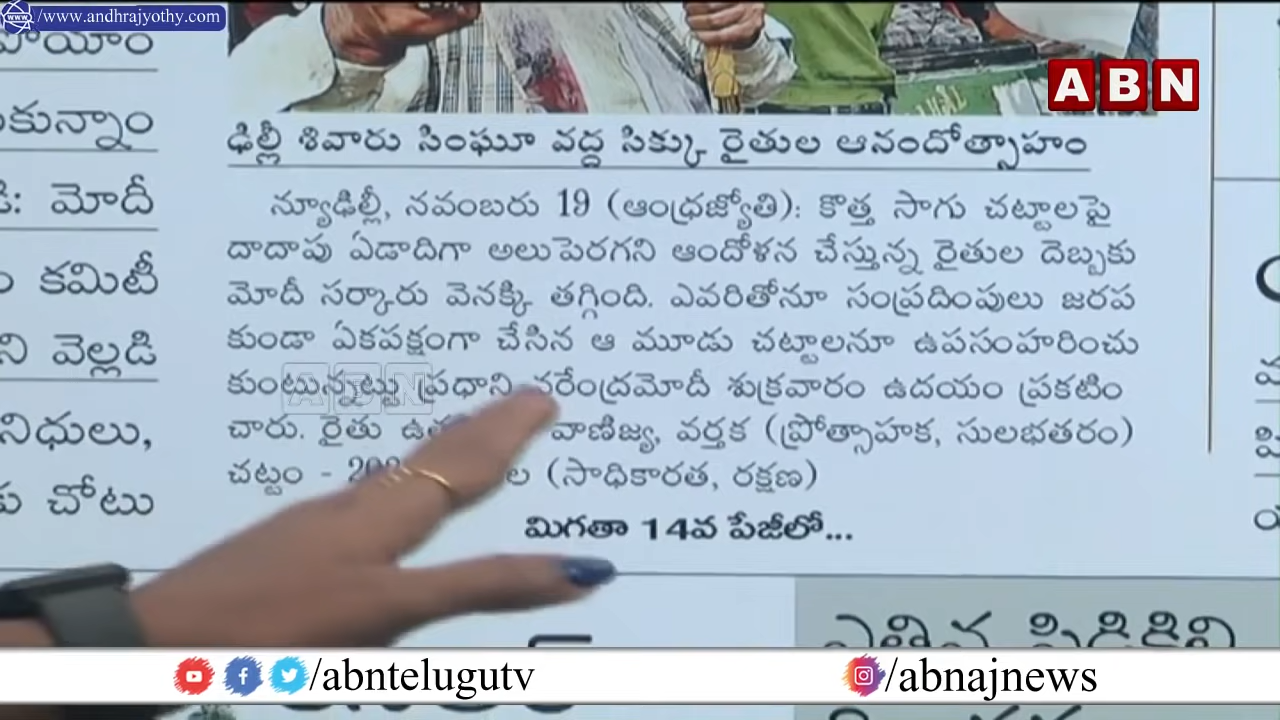 www.andhrajyothy.com
ABN
ఢిల్లీ శివారు సింఘూ వద్ద సిక్కు రైతుల ఆనందోత్సాహం
న్యూఢిల్లీ, నవంబరు 19 (ఆంధ్రజ్యోతి): కొత్త సాగు చట్టాలపై
దాదాపు ఏడాదిగా అలుపెరగని ఆందోళన చేస్తున్న రైతుల దెబ్బకు
మోదీ సర్కారు వెనక్కి తగ్గింది. ఎవరితోనూ సంప్రదింపులు జరప
కుండా ఏకపక్షంగా చేసిన ఆ మూడు చట్టాలనూ ఉపసంహరించు
కుంటున్నట్టు ప్రధాని నరేంద్రమోదీ శుక్రవారం ఉదయం ప్రకటిం
చారు. రైతు వాణిజ్య, వర్తక (ప్రోత్సాహక, సులభతరం)
చట్టం - (సాధికారత, రక్షణ)
మిగతా 14వ పేజీలో...
మోదీ
కమిటీ
వెల్లడి
చోటు
ABN
/abntelugutv
/abnajnews